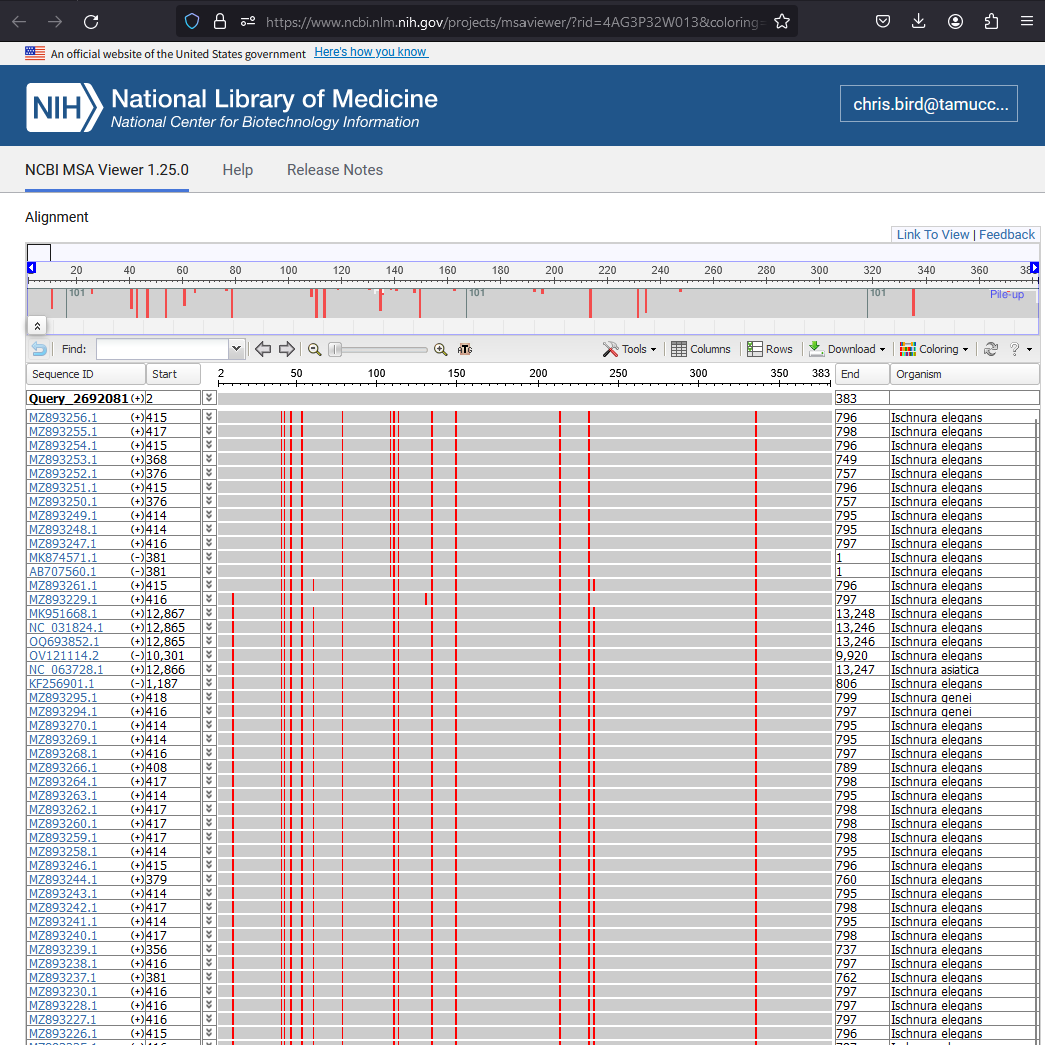 https://www.ncbi.nlm.nih.gov/projects/msaviewer/?rid=4AG3P32W013&coloring=
An official website of the United States government Here's how you know
NIH National Library of Medicine
National Center for Biotechnology Information
chris.bird@tamucc...
NCBI MSA Viewer 1.25.0 Help Release Notes
Alignment
Link To View | Feedback
20 40 60 80 100 120 140 160 180 200 220 240 260 280 300 320 340 360
101 101 101 Pile-up
Find: Tools Columns Rows Download Coloring ?
Sequence ID Start 2 50 100 150 200 250 300 350 383 End Organism
Query_2692081 (+) 2 383
MZ893256.1 (+) 415 796 Ischnura elegans
MZ893255.1 (+) 417 798 Ischnura elegans
MZ893254.1 (+) 415 796 Ischnura elegans
MZ893253.1 (+) 368 749 Ischnura elegans
MZ893252.1 (+) 376 757 Ischnura elegans
MZ893251.1 (+) 415 796 Ischnura elegans
MZ893250.1 (+) 376 757 Ischnura elegans
MZ893249.1 (+) 414 795 Ischnura elegans
MZ893248.1 (+) 414 795 Ischnura elegans
MZ893247.1 (+) 416 797 Ischnura elegans
MK874571.1 (-) 381 1 Ischnura elegans
AB707560.1 (-) 381 1 Ischnura elegans
MZ893261.1 (+) 415 796 Ischnura elegans
MZ893229.1 (+) 416 797 Ischnura elegans
MK951668.1 (+) 12,867 13,248 Ischnura elegans
NC_031824.1 (+) 12,865 13,246 Ischnura elegans
OQ693852.1 (+) 12,865 13,246 Ischnura elegans
OV121114.2 (-) 10,301 9,920 Ischnura elegans
NC_063728.1 (+) 12,866 13,247 Ischnura asiatica
KF256901.1 (-) 1,187 806 Ischnura elegans
MZ893295.1 (+) 418 799 Ischnura genei
MZ893294.1 (+) 416 797 Ischnura genei
MZ893270.1 (+) 414 795 Ischnura elegans
MZ893269.1 (+) 414 795 Ischnura elegans
MZ893268.1 (+) 416 797 Ischnura elegans
MZ893266.1 (+) 408 789 Ischnura elegans
MZ893264.1 (+) 417 798 Ischnura elegans
MZ893263.1 (+) 414 795 Ischnura elegans
MZ893262.1 (+) 417 798 Ischnura elegans
MZ893260.1 (+) 417 798 Ischnura elegans
MZ893259.1 (+) 417 798 Ischnura elegans
MZ893258.1 (+) 414 795 Ischnura elegans
MZ893246.1 (+) 415 796 Ischnura elegans
MZ893244.1 (+) 379 760 Ischnura elegans
MZ893243.1 (+) 414 795 Ischnura elegans
MZ893242.1 (+) 417 798 Ischnura elegans
MZ893241.1 (+) 414 795 Ischnura elegans
MZ893240.1 (+) 417 798 Ischnura elegans
MZ893239.1 (+) 356 737 Ischnura elegans
MZ893238.1 (+) 416 797 Ischnura elegans
MZ893237.1 (+) 381 762 Ischnura elegans
MZ893230.1 (+) 416 797 Ischnura elegans
MZ893228.1 (+) 416 797 Ischnura elegans
MZ893227.1 (+) 416 797 Ischnura elegans
MZ893226.1 (+) 415 796 Ischnura elegans